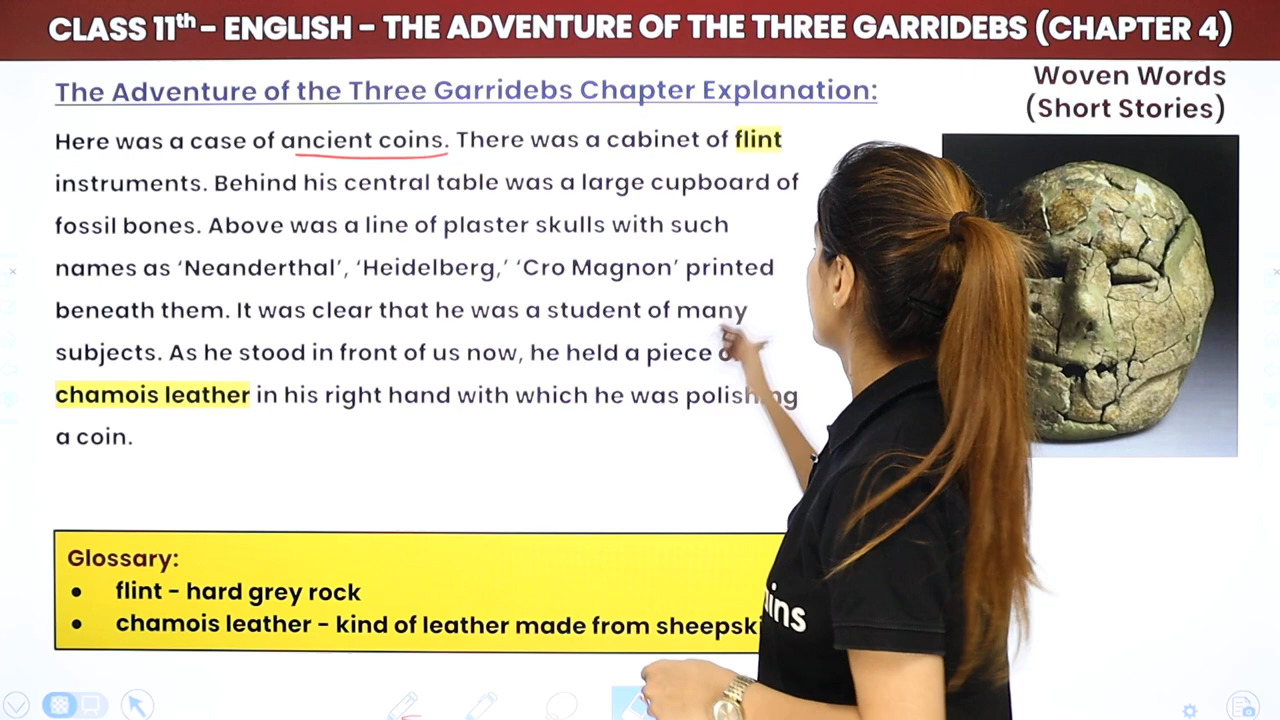 CLASS 11th – ENGLISH – THE ADVENTURE OF THE THREE GARRIDEBS (CHAPTER 4)
The Adventure of the Three Garridebs Chapter Explanation:
Woven Words
(Short Stories)
Here was a case of ancient coins. There was a cabinet of flint
instruments. Behind his central table was a large cupboard of
fossil bones. Above was a line of plaster skulls with such
names as ‘Neanderthal’, ‘Heidelberg,’ ‘Cro Magnon’ printed
beneath them. It was clear that he was a student of many
subjects. As he stood in front of us now, he held a piece
chamois leather in his right hand with which he was polishing
a coin.
Glossary:
• flint – hard grey rock
• chamois leather – kind of leather made from